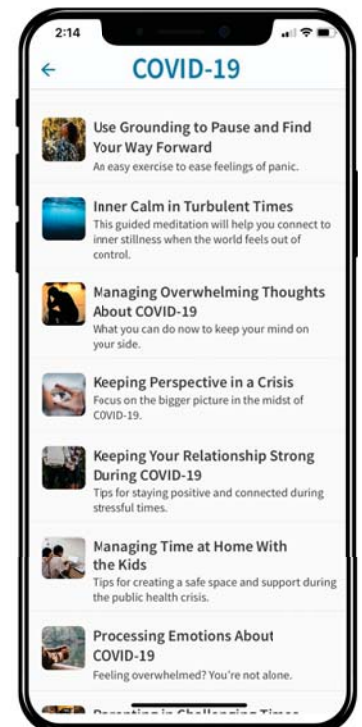 2:14
COVID-19
Use Grounding to Pause and Find
Your Way Forward
An easy exercise to ease feelings of panic.
Inner Calm in Turbulent Times
This guided meditation will help you connect to
inner stillness when the world feels out of
control.
Managing Overwhelming Thoughts
About COVID-19
What you can do now to keep your mind on
your side.
Keeping Perspective in a Crisis
Focus on the bigger picture in the midst of
COVID-19.
Keeping Your Relationship Strong
During COVID-19
Tips for staying positive and connected during
stressful times.
Managing Time at Home With
the Kids
Tips for creating a safe space and support during
the public health crisis.
Processing Emotions About
COVID-19
Feeling overwhelmed? You're not alone.
Parenting in Challenging Times